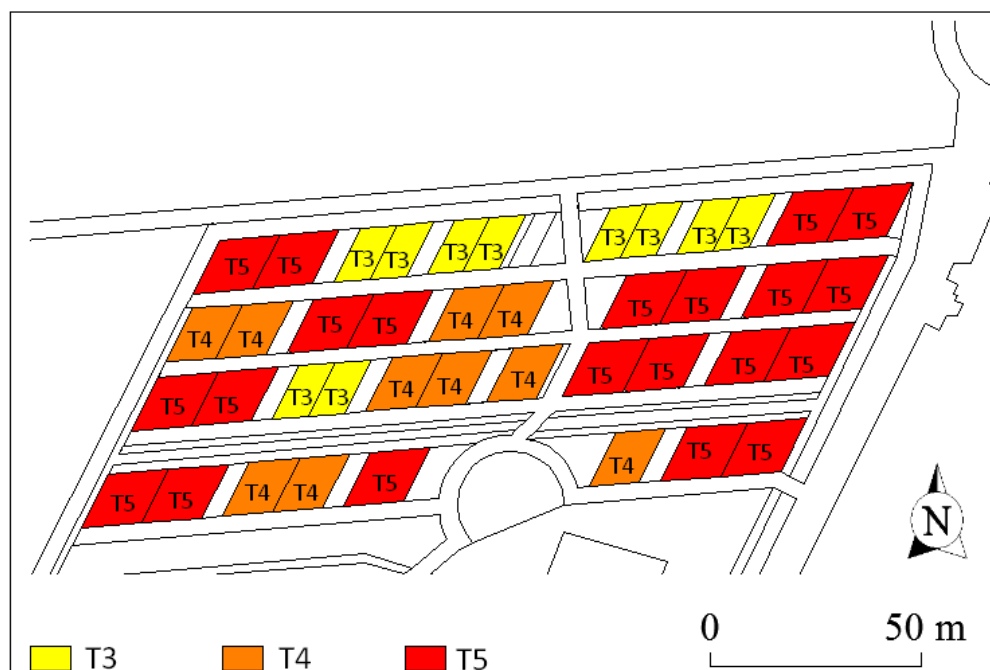 T5 T5 T3 T3 T3 T3 T3 T3 T3 T3 T5 T5
T4 T4 T5 T5 T4 T4 T5 T5 T5 T5
T5 T5 T3 T3 T4 T4 T4 T5 T5 T5 T5
T5 T5 T4 T4 T5 T4 T5 T5
N
0 50 m
T3 T4 T5